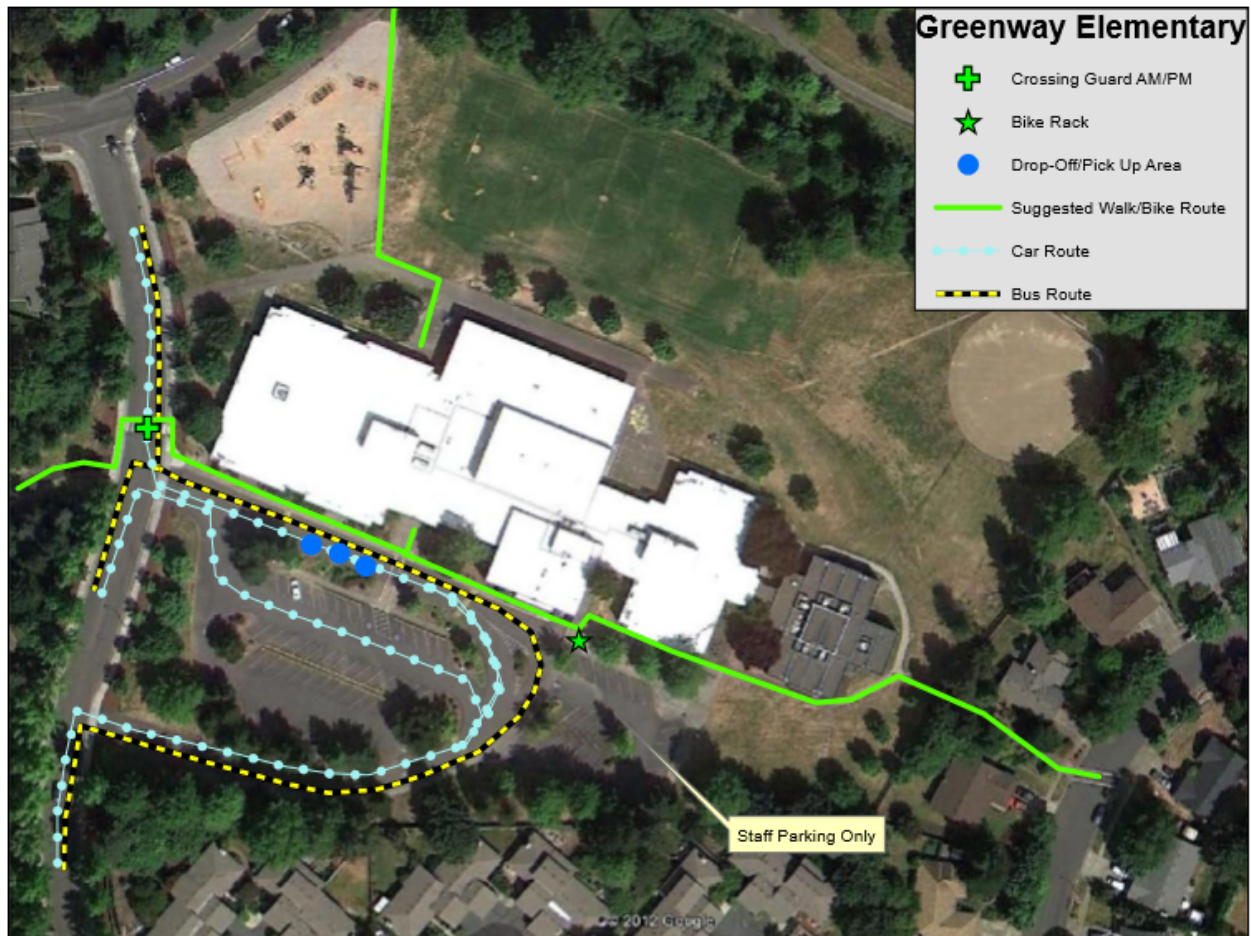 Greenway Elementary
Crossing Guard AM/PM
Bike Rack
Drop-Off/Pick Up Area
Suggested Walk/Bike Route
Car Route
Bus Route
Staff Parking Only
© 2012 Google